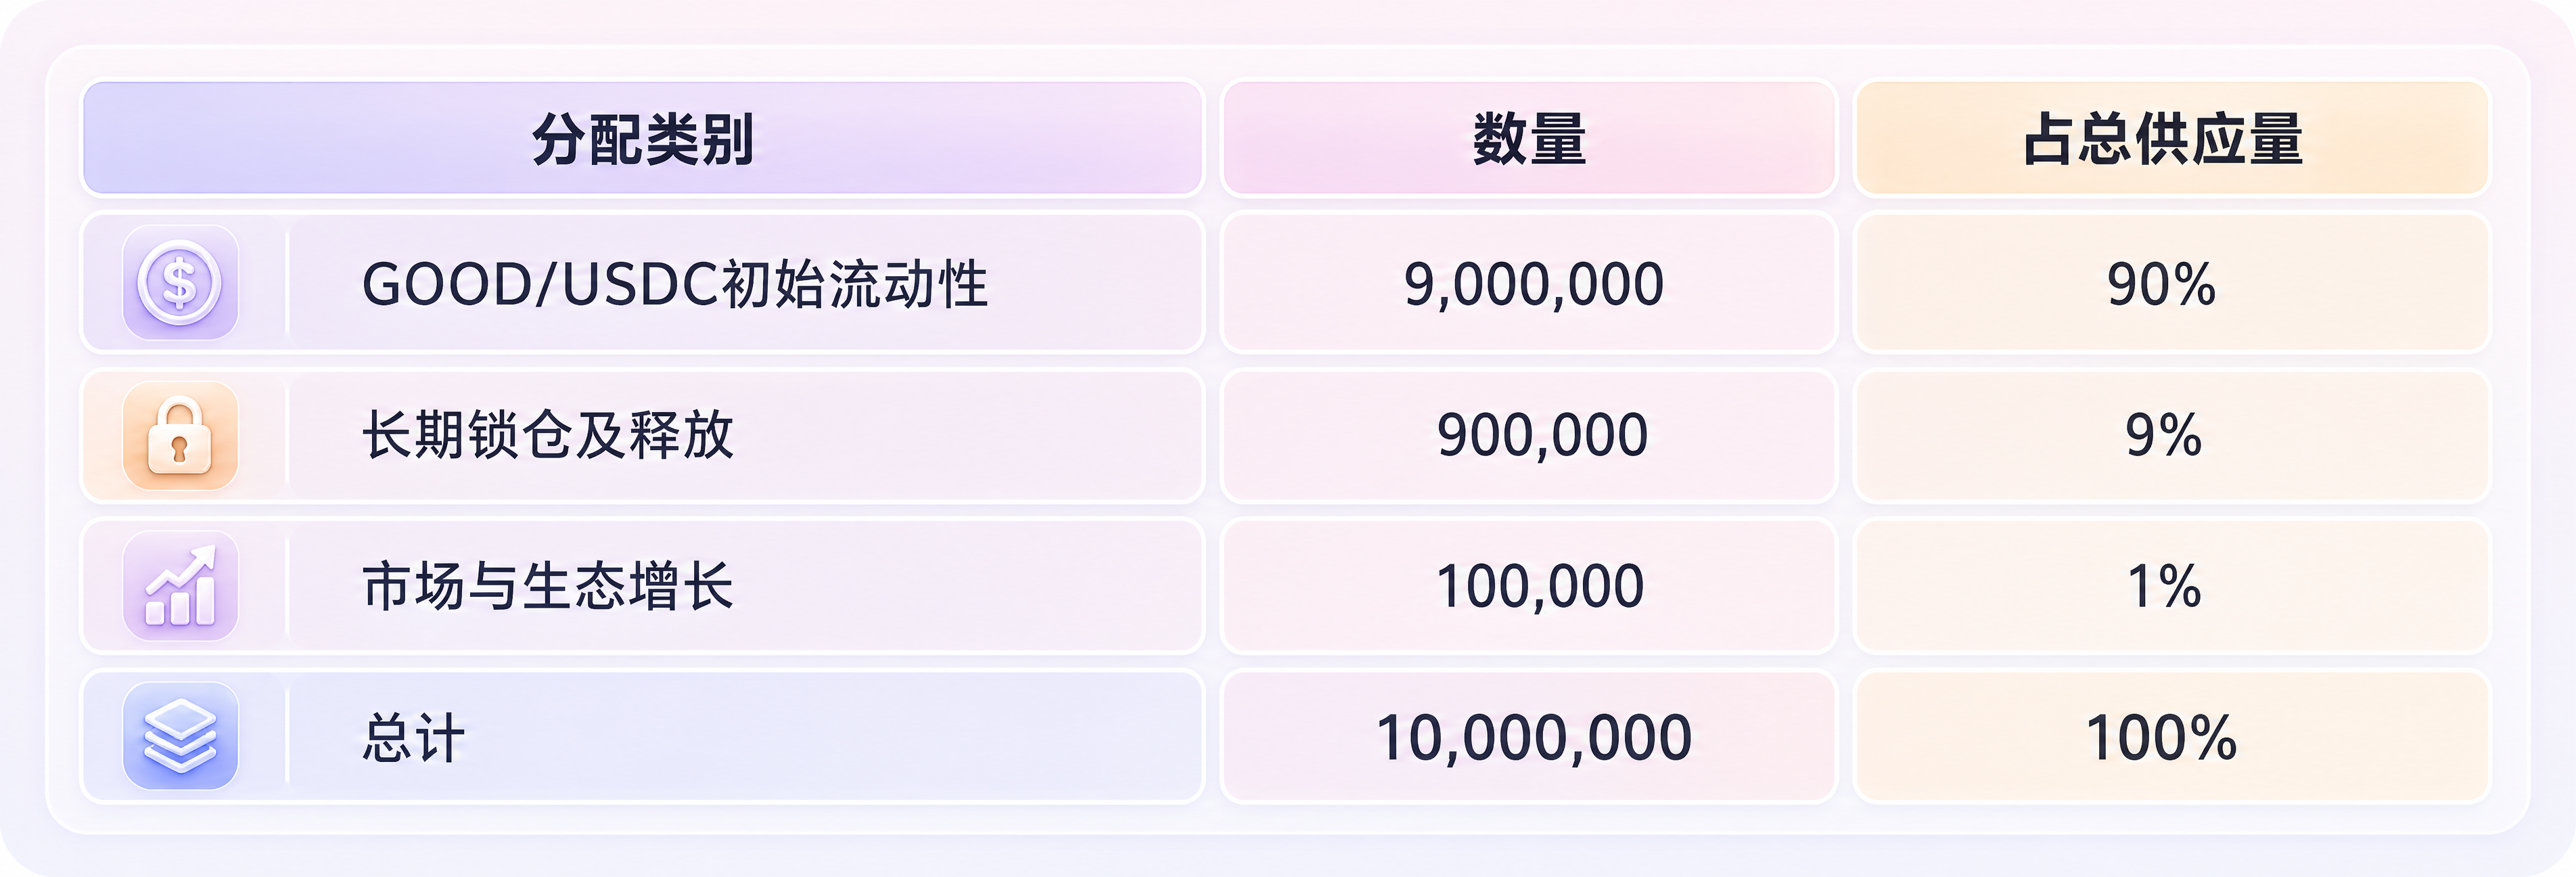 分配类别 数量 占总供应量
GOOD/USDC初始流动性 9,000,000 90%
长期锁仓及释放 900,000 9%
市场与生态增长 100,000 1%
总计 10,000,000 100%